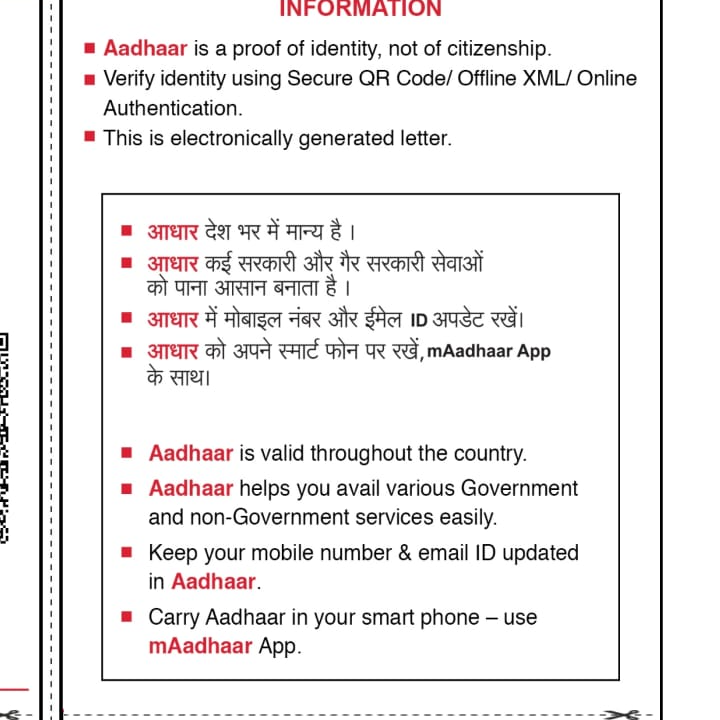 INFORMATION
■ Aadhaar is a proof of identity, not of citizenship.
■ Verify identity using Secure QR Code/ Offline XML/ Online
Authentication.
■ This is electronically generated letter.
■ आधार देश भर में मान्य है ।
■ आधार कई सरकारी और गैर सरकारी सेवाओं
को पाना आसान बनाता है ।
■ आधार में मोबाइल नंबर और ईमेल ID अपडेट रखें।
■ आधार को अपने स्मार्ट फोन पर रखें, mAadhaar App
के साथ।
■ Aadhaar is valid throughout the country.
■ Aadhaar helps you avail various Government
and non-Government services easily.
■ Keep your mobile number & email ID updated
in Aadhaar.
■ Carry Aadhaar in your smart phone – use
mAadhaar App.